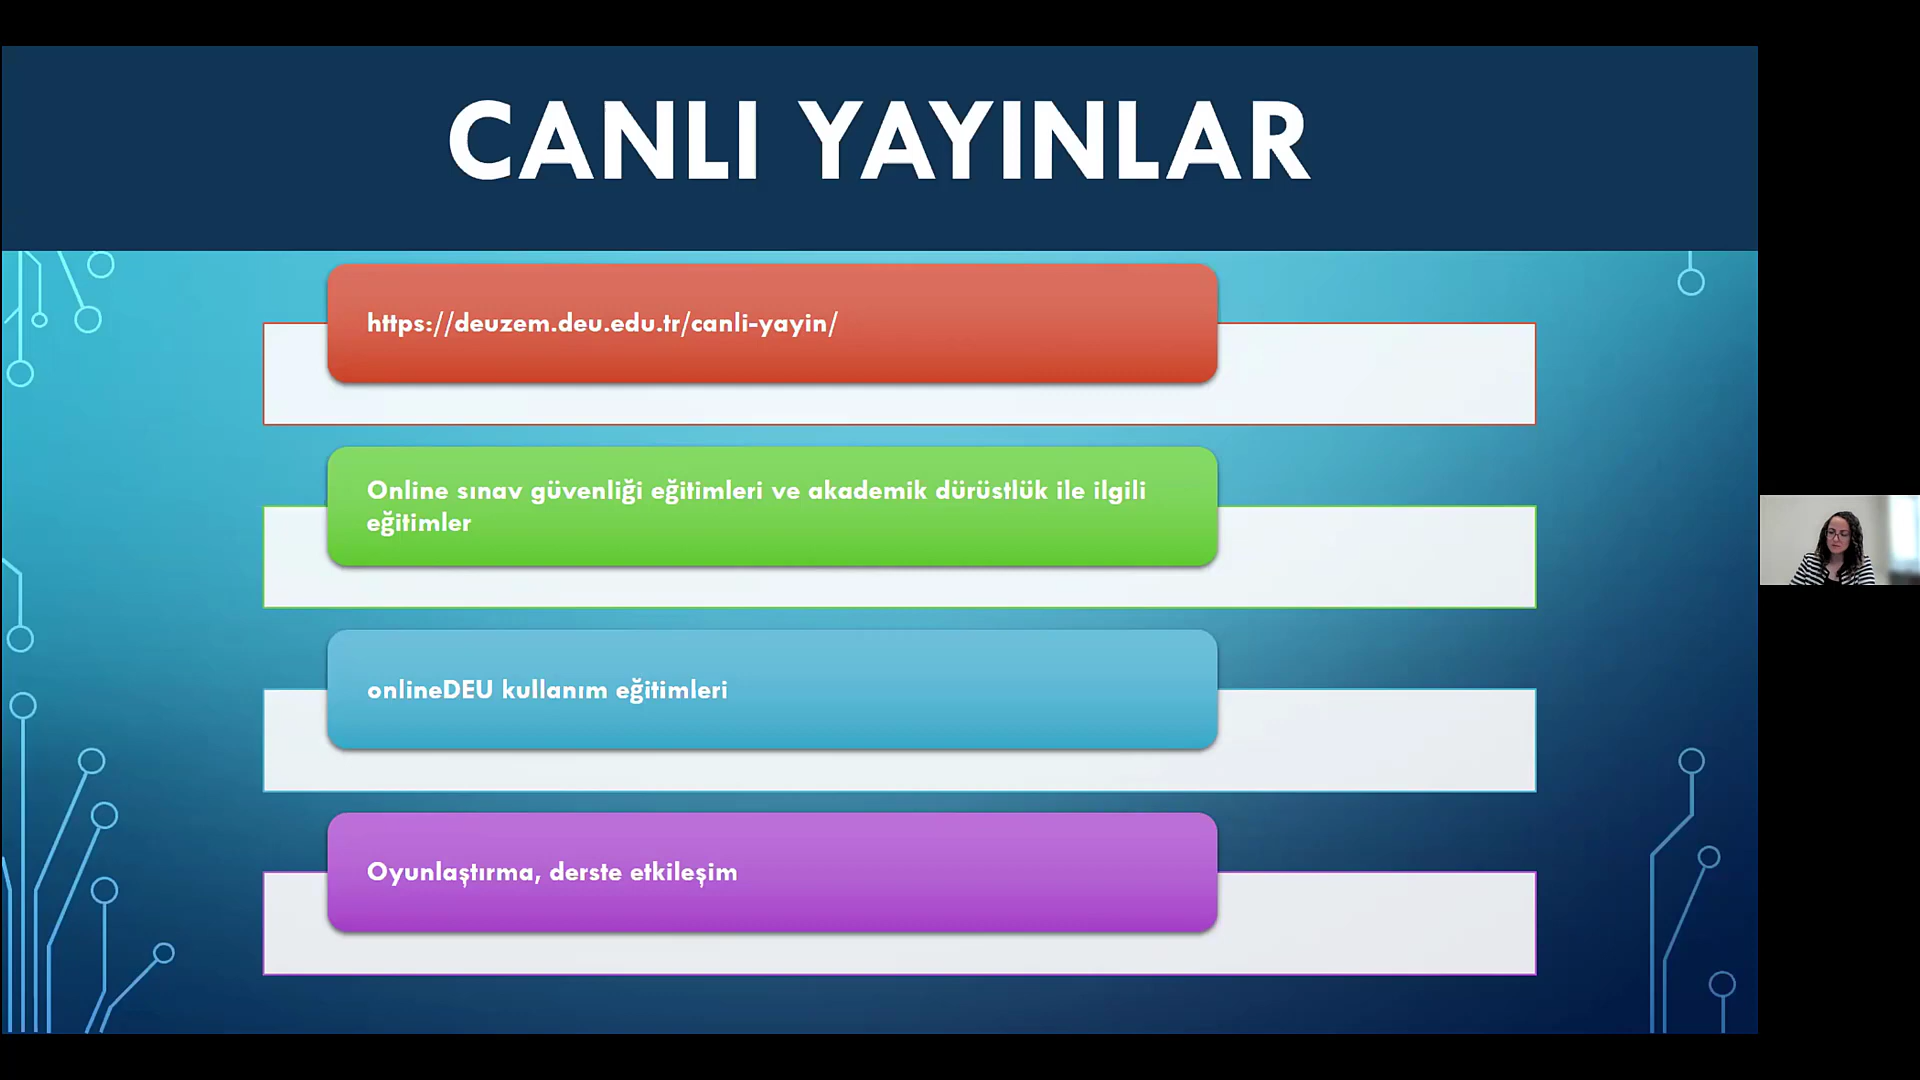 CANLI YAYINLAR
https://deuzem.deu.edu.tr/canli-yayin/
Online sınav güvenliği eğitimleri ve akademik dürüstlük ile ilgili
eğitimler
onlineDEU kullanım eğitimleri
Oyunlaştırma, derste etkileşim